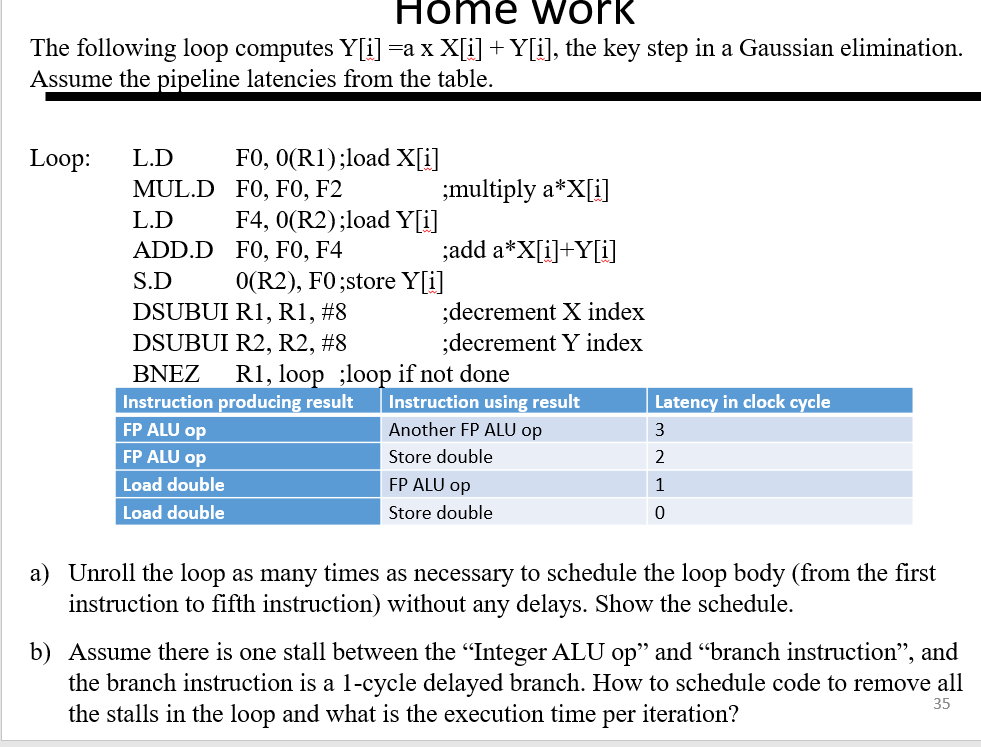 Home work
The following loop computes Y[i] =a x X[i] + Y[i], the key step in a Gaussian elimination.
Assume the pipeline latencies from the table.
Loop: L.D F0, 0(R1);load X[i]
MUL.D F0, F0, F2 ;multiply a*X[i]
L.D F4, 0(R2);load Y[i]
ADD.D F0, F0, F4 ;add a*X[i]+Y[i]
S.D 0(R2), F0;store Y[i]
DSUBUI R1, R1, #8 ;decrement X index
DSUBUI R2, R2, #8 ;decrement Y index
BNEZ R1, loop ;loop if not done
Instruction producing result Instruction using result Latency in clock cycle
FP ALU op Another FP ALU op 3
FP ALU op Store double 2
Load double FP ALU op 1
Load double Store double 0
a) Unroll the loop as many times as necessary to schedule the loop body (from the first
instruction to fifth instruction) without any delays. Show the schedule.
b) Assume there is one stall between the “Integer ALU op” and “branch instruction”, and
the branch instruction is a 1-cycle delayed branch. How to schedule code to remove all
the stalls in the loop and what is the execution time per iteration?
35